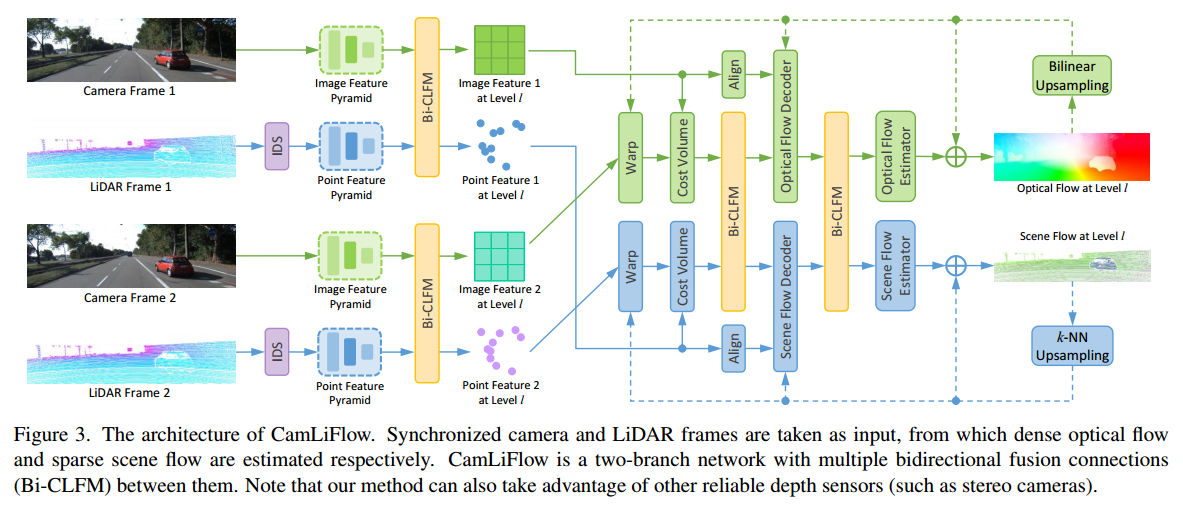 Camera Frame 1
IDS
LiDAR Frame 1
Image Feature
Pyramid
Point Feature
Pyramid
Bi-CLFM
Image Feature 1
at Level l
Point Feature 1
at Level l
Camera Frame 2
IDS
LiDAR Frame 2
Image Feature
Pyramid
Point Feature
Pyramid
Bi-CLFM
Image Feature 2
at Level l
Point Feature 2
at Level l
Warp
Cost Volume
Align
Optical Flow Decoder
Bi-CLFM
Bi-CLFM
Optical Flow
Estimator
Bilinear
Upsampling
Optical Flow at Level l
Warp
Cost Volume
Align
Scene Flow Decoder
Scene Flow
Estimator
Scene Flow at Level l
k-NN
Upsampling
Figure 3. The architecture of CamLiFlow. Synchronized camera and LiDAR frames are taken as input, from which dense optical flow
and sparse scene flow are estimated respectively. CamLiFlow is a two-branch network with multiple bidirectional fusion connections
(Bi-CLFM) between them. Note that our method can also take advantage of other reliable depth sensors (such as stereo cameras).